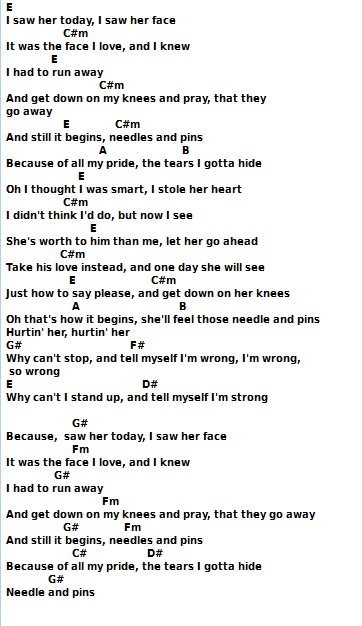 E
I saw her today, I saw her face
C#m
It was the face I love, and I knew
E
I had to run away
C#m
And get down on my knees and pray, that they
go away
E C#m
And still it begins, needles and pins
A B
Because of all my pride, the tears I gotta hide
E
Oh I thought I was smart, I stole her heart
C#m
I didn't think I'd do, but now I see
E
She's worth to him than me, let her go ahead
C#m
Take his love instead, and one day she will see
E C#m
Just how to say please, and get down on her knees
A B
Oh that's how it begins, she'll feel those needle and pins
Hurtin' her, hurtin' her
G# F#
Why can't stop, and tell myself I'm wrong, I'm wrong,
so wrong
E D#
Why can't I stand up, and tell myself I'm strong
G#
Because, saw her today, I saw her face
Fm
It was the face I love, and I knew
G#
I had to run away
Fm
And get down on my knees and pray, that they go away
G# Fm
And still it begins, needles and pins
C# D#
Because of all my pride, the tears I gotta hide
G#
Needle and pins